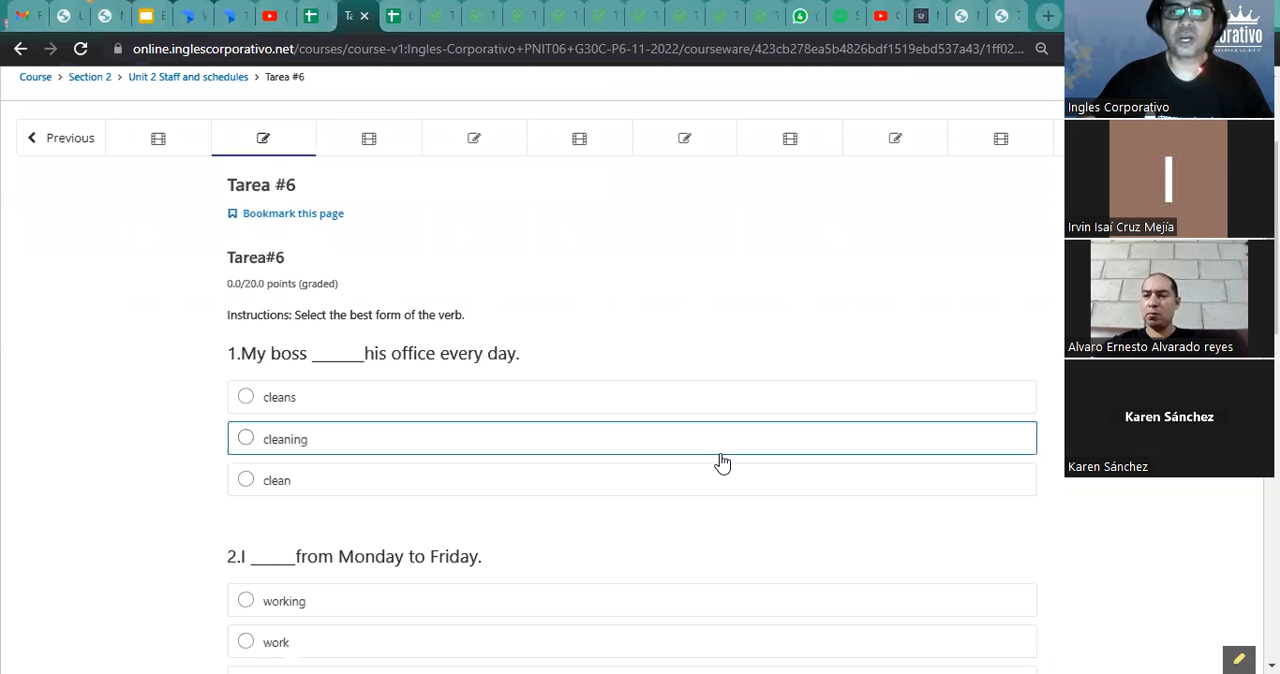 online.inglescorporativo.net/courses/course-v1:Ingles-Corporativo+PNIT06+G30C-P6-11-2022/courseware/423cb278ea5b4826bdf1519ebd537a43/1ff02...
Course > Section 2 > Unit 2 Staff and schedules > Tarea #6
Previous
Tarea #6
Bookmark this page
Tarea#6
0.0/20.0 points (graded)
Instructions: Select the best form of the verb.
1.My boss ______his office every day.
cleans
cleaning
clean
2.I _____from Monday to Friday.
working
work
orativo
Ingles Corporativo
I
Irvin Isaí Cruz Mejía
Alvaro Ernesto Alvarado reyes
Karen Sánchez
Karen Sánchez